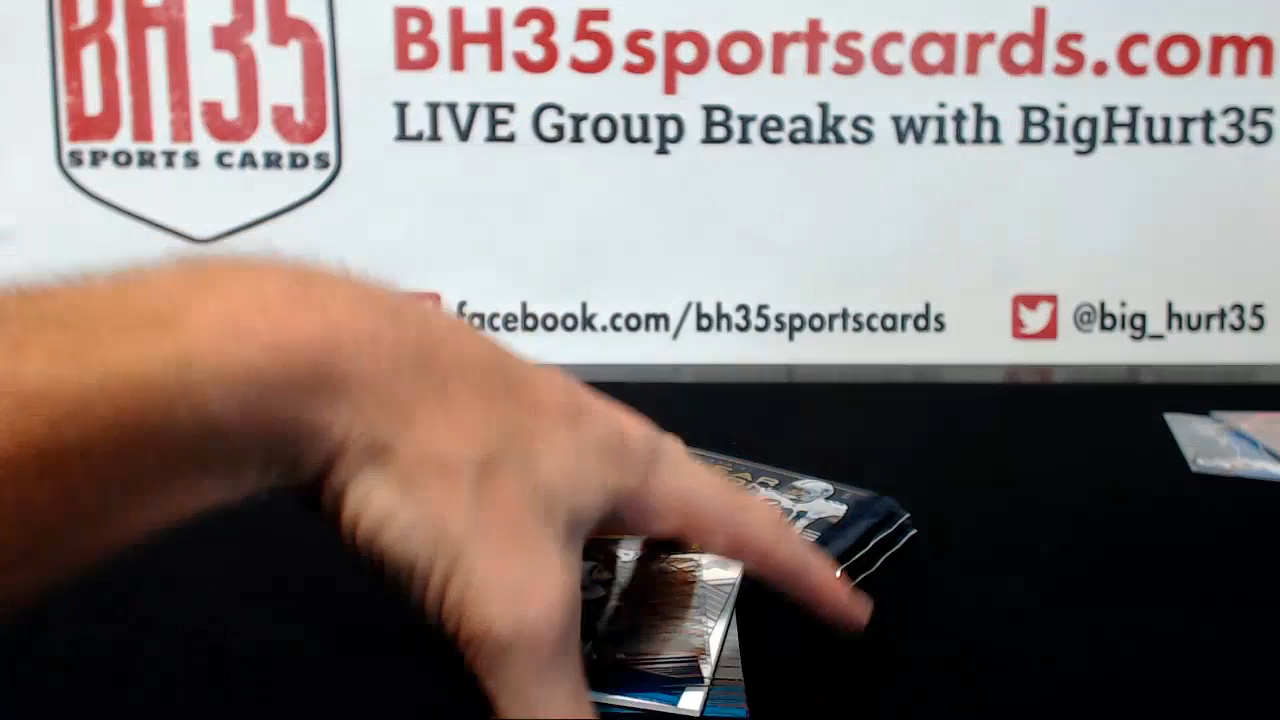 BH35
SPORTS CARDS
BH35sportscards.com
LIVE Group Breaks with BigHurt35
facebook.com/bh35sportscards
@big_hurt35